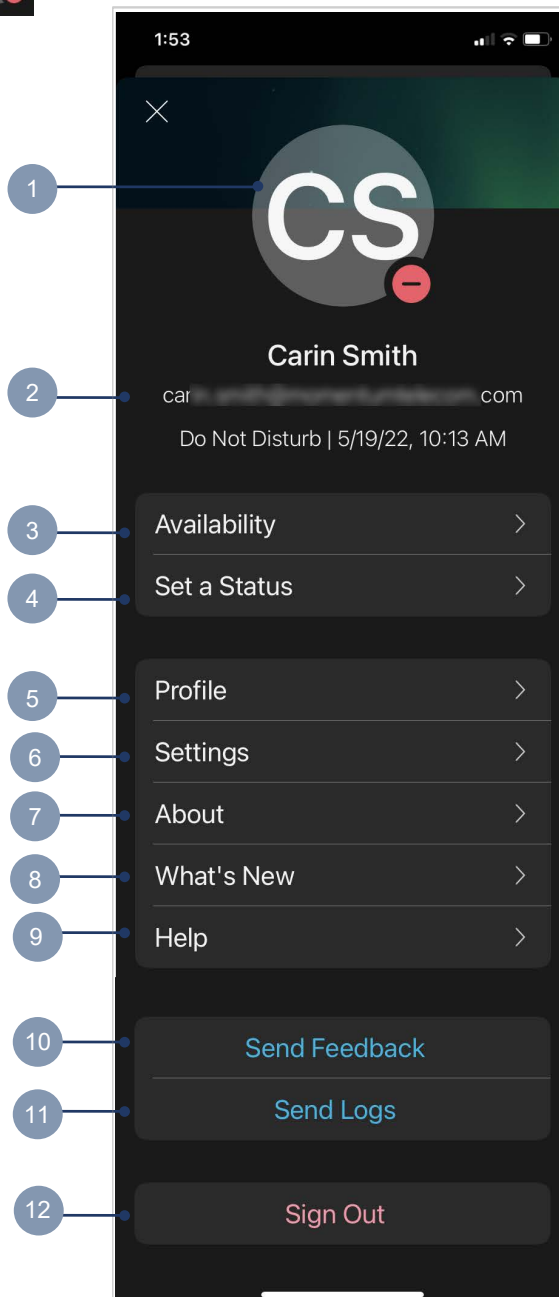 1:53
1
CS
Carin Smith
2
car com
Do Not Disturb | 5/19/22, 10:13 AM
3
Availability
4
Set a Status
5
Profile
6
Settings
7
About
8
What's New
9
Help
10
Send Feedback
11
Send Logs
12
Sign Out